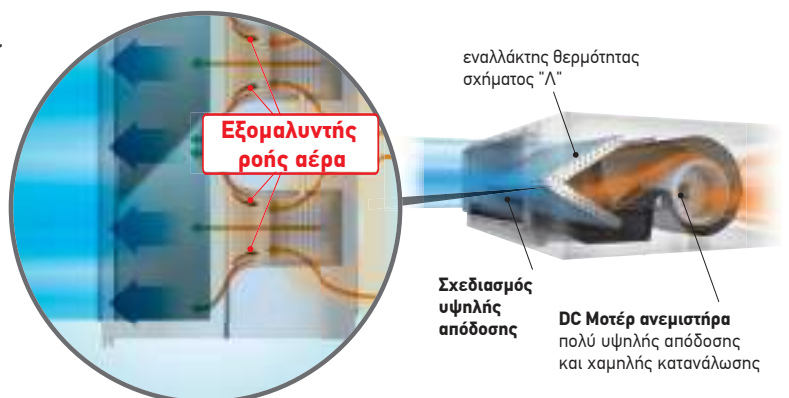 Εξομαλυντής
ροής αέρα
εναλλάκτης θερμότητας
σχήματος "Λ"
Σχεδιασμός
υψηλής
απόδοσης
DC Μοτέρ ανεμιστήρα
πολύ υψηλής απόδοσης
και χαμηλής κατανάλωσης